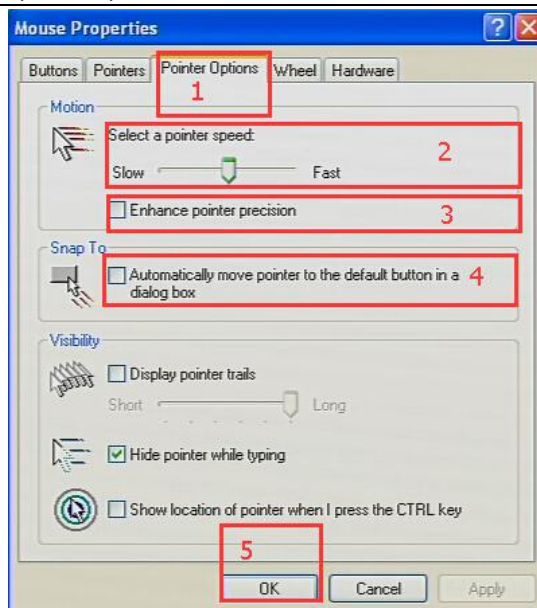 Mouse Properties
Buttons Pointers Pointer Options Wheel Hardware
1
Motion
Select a pointer speed:
2
Slow Fast
Enhance pointer precision
3
Snap To
Automatically move pointer to the default button in a
dialog box
4
Visibility
Display pointer trails
Short Long
Hide pointer while typing
Show location of pointer when I press the CTRL key
5
OK Cancel Apply